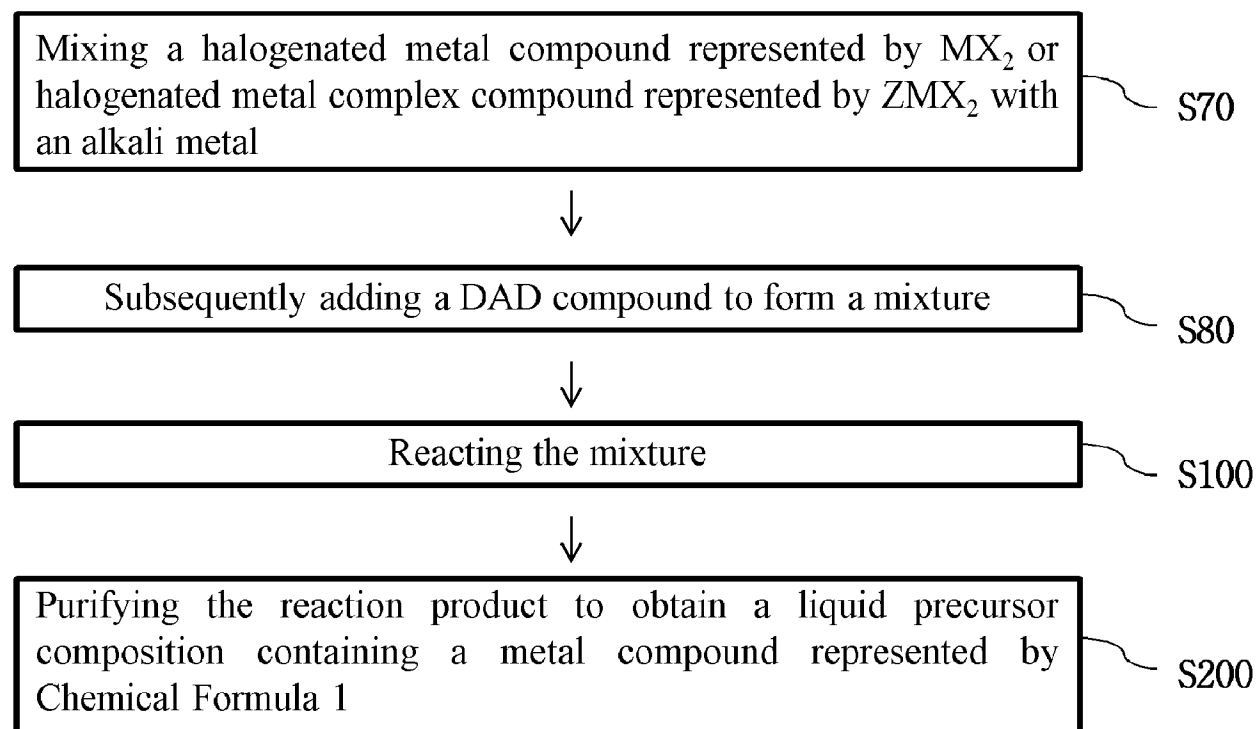 Mixing a halogenated metal compound represented by MX₂ or
halogenated metal complex compound represented by ZMX₂ with
an alkali metal
S70
Subsequently adding a DAD compound to form a mixture
S80
Reacting the mixture
S100
Purifying the reaction product to obtain a liquid precursor
composition containing a metal compound represented by
Chemical Formula 1
S200